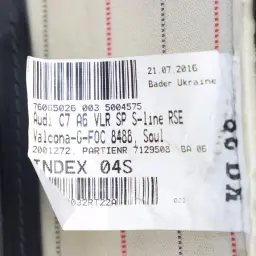 21.07.2016
Bader Ukraine
76065026 003 5004575
Audi C7 A6 VLR SP S-line RSE
Valcona-G-FOC 8488, Soul
2001272, PARTIENR 7129508 BA 06
INDEX 04S